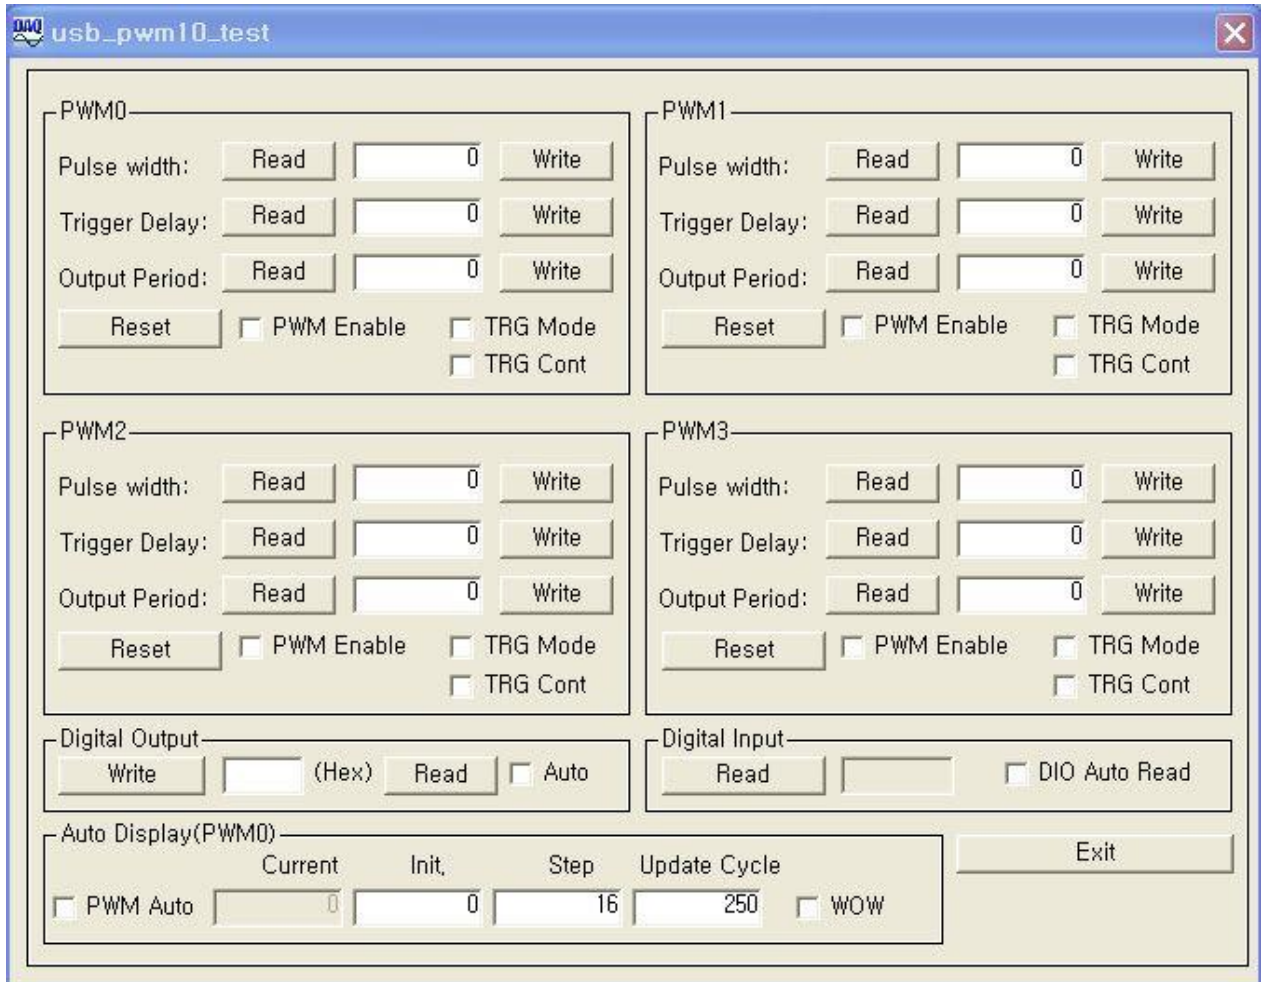 DAQ usb_pwm10_test
PWM0
Pulse width: Read 0 Write
Trigger Delay: Read 0 Write
Output Period: Read 0 Write
Reset PWM Enable TRG Mode
TRG Cont
PWM1
Pulse width: Read 0 Write
Trigger Delay: Read 0 Write
Output Period: Read 0 Write
Reset PWM Enable TRG Mode
TRG Cont
PWM2
Pulse width: Read 0 Write
Trigger Delay: Read 0 Write
Output Period: Read 0 Write
Reset PWM Enable TRG Mode
TRG Cont
PWM3
Pulse width: Read 0 Write
Trigger Delay: Read 0 Write
Output Period: Read 0 Write
Reset PWM Enable TRG Mode
TRG Cont
Digital Output
Write (Hex) Read Auto
Digital Input
Read DIO Auto Read
Auto Display(PWM0)
Current Init. Step Update Cycle
PWM Auto 0 0 16 250 WOW
Exit